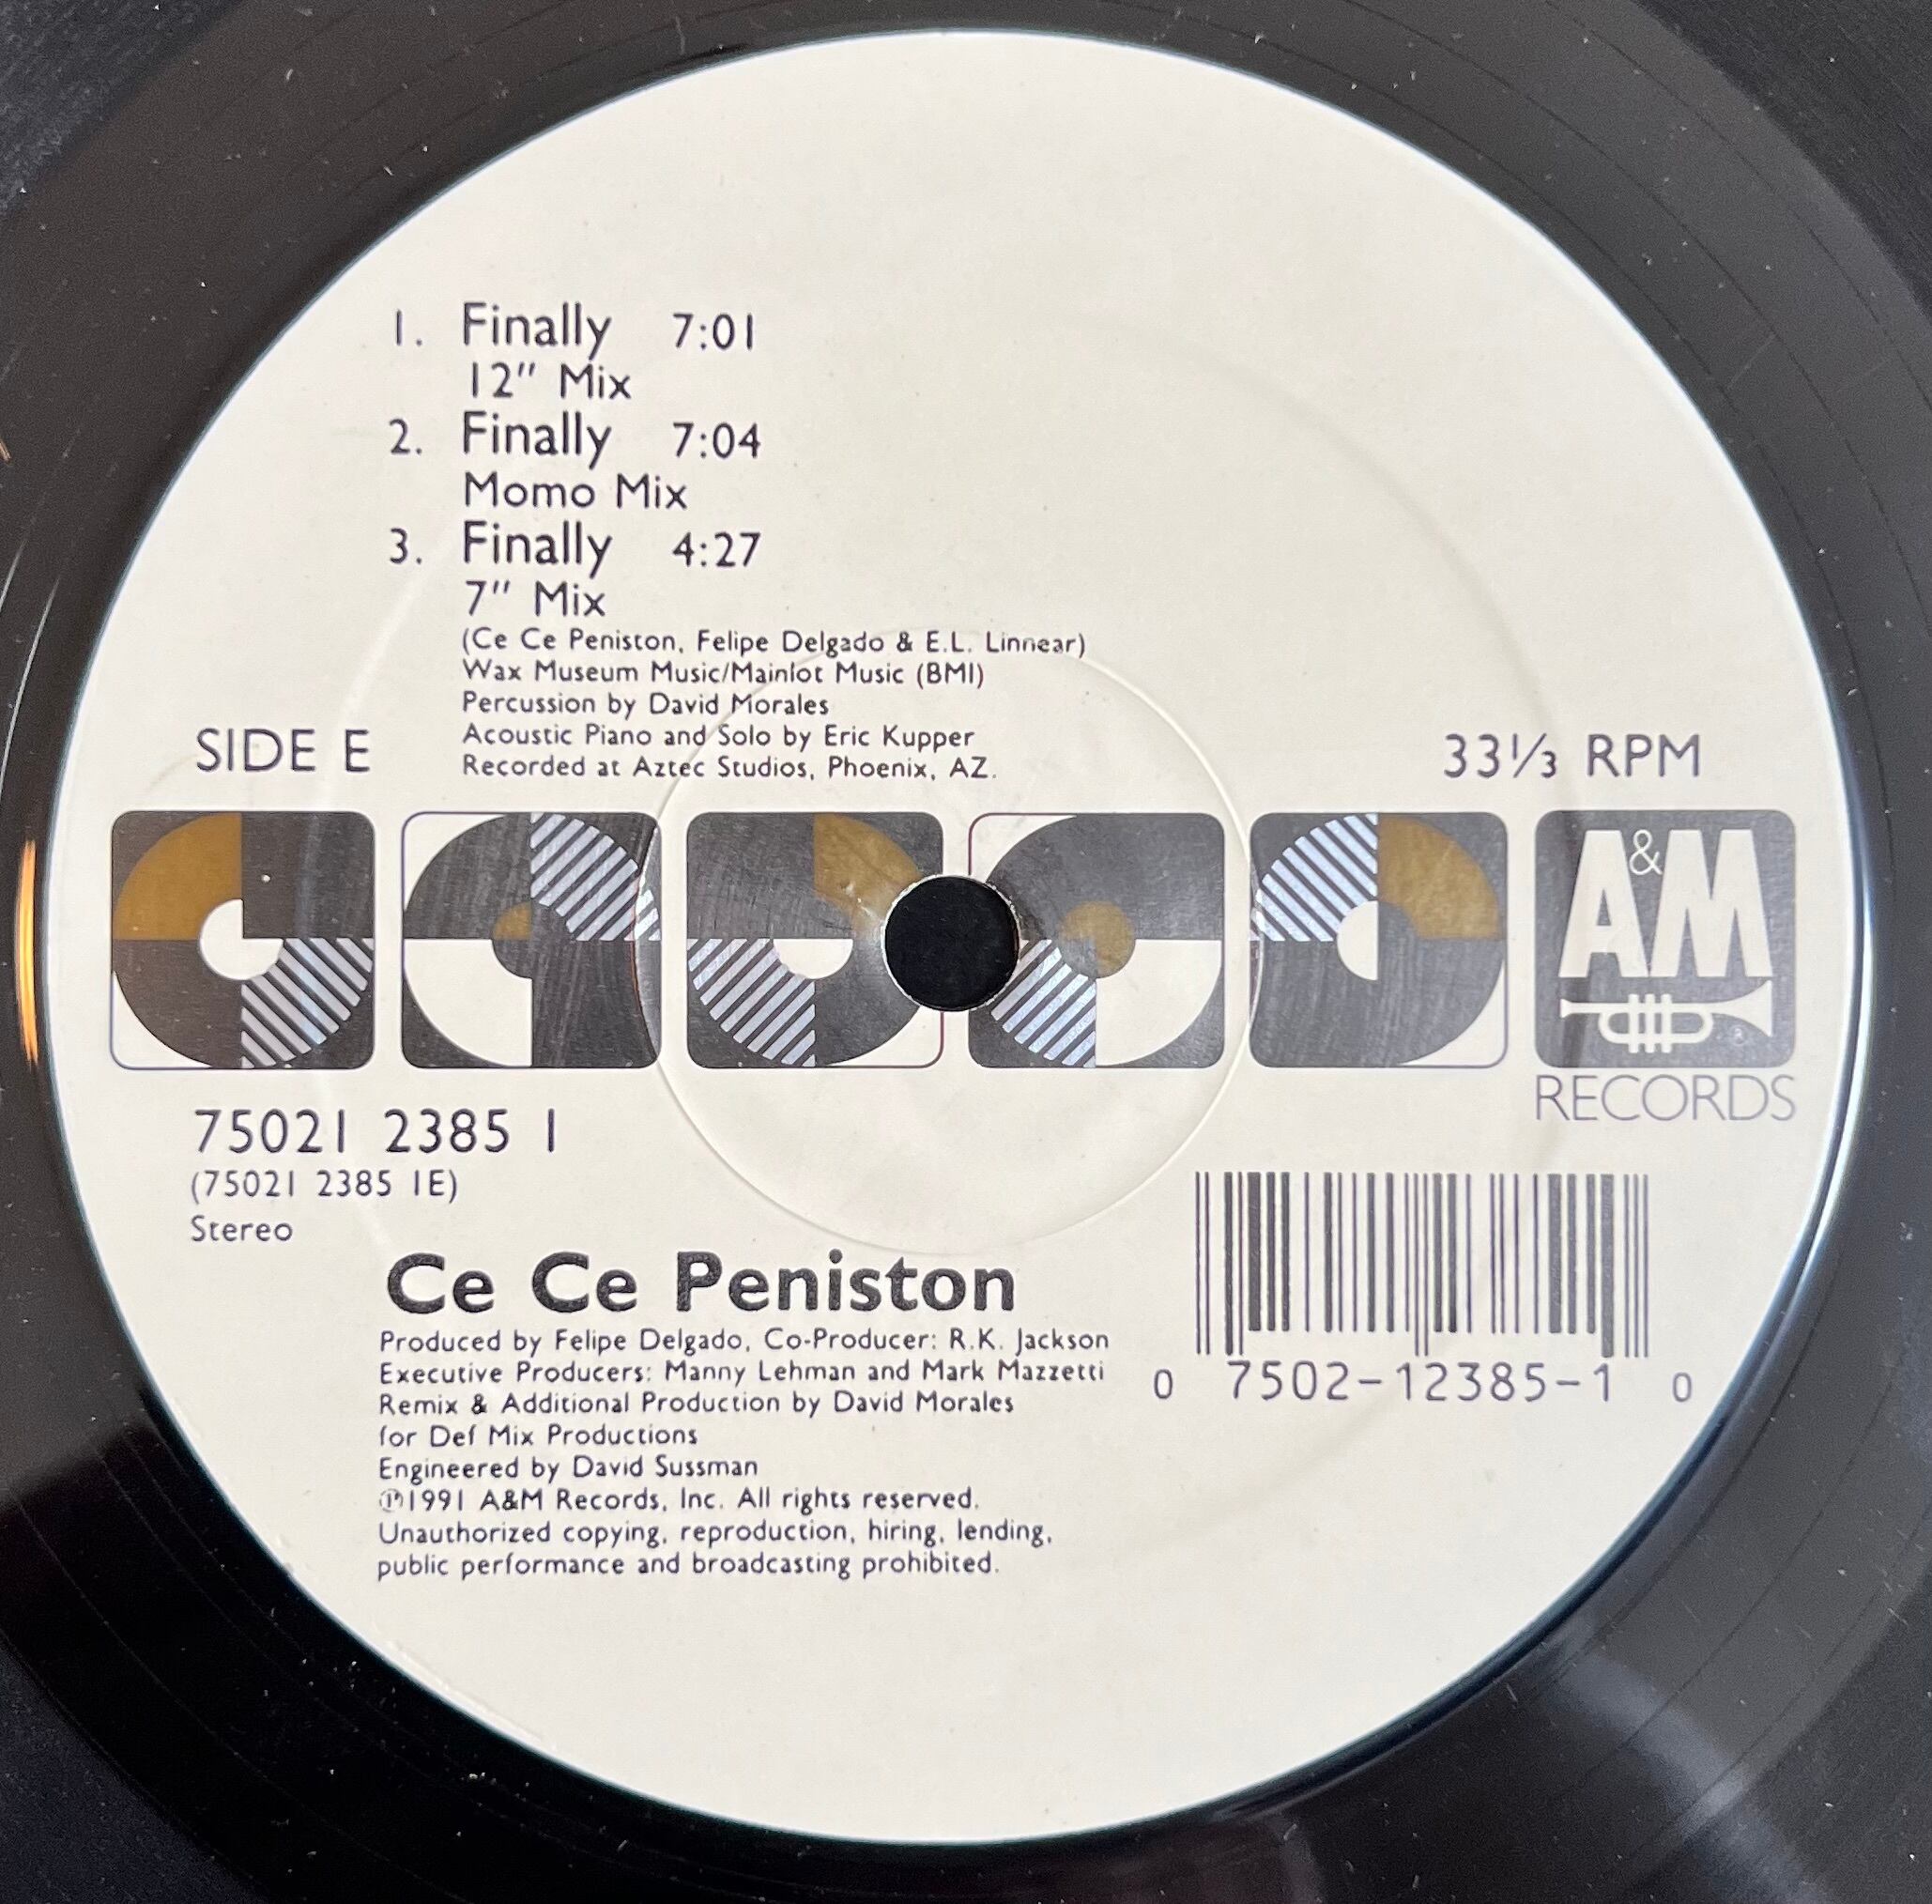 1. Finally 7:01
12" Mix
2. Finally 7:04
Momo Mix
3. Finally 4:27
7" Mix
(Ce Ce Peniston, Felipe Delgado & E.L. Linnear)
Wax Museum Music/Mainlot Music (BMI)
Percussion by David Morales
Acoustic Piano and Solo by Eric Kupper
Recorded at Aztec Studios, Phoenix, AZ.
SIDE E
33⅓ RPM
A&M
RECORDS
75021 2385 1
(75021 2385 1E)
Stereo
Ce Ce Peniston
Produced by Felipe Delgado, Co-Producer: R.K. Jackson
Executive Producers: Manny Lehman and Mark Mazzetti
Remix & Additional Production by David Morales
for Def Mix Productions
Engineered by David Sussman
℗1991 A&M Records, Inc. All rights reserved.
Unauthorized copying, reproduction, hiring, lending,
public performance and broadcasting prohibited.
0 7502-12385-1 0